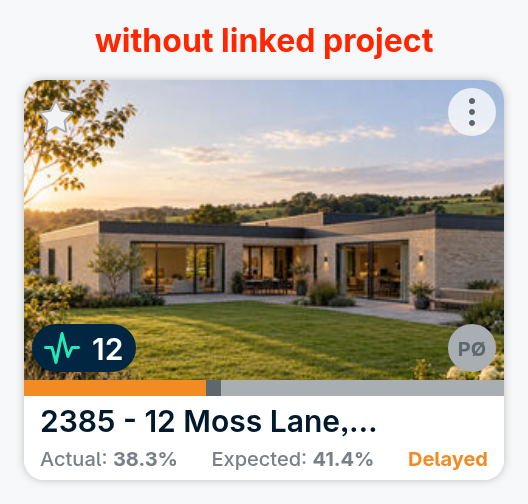 without linked project
12
PØ
2385 - 12 Moss Lane,...
Actual: 38.3% Expected: 41.4% Delayed